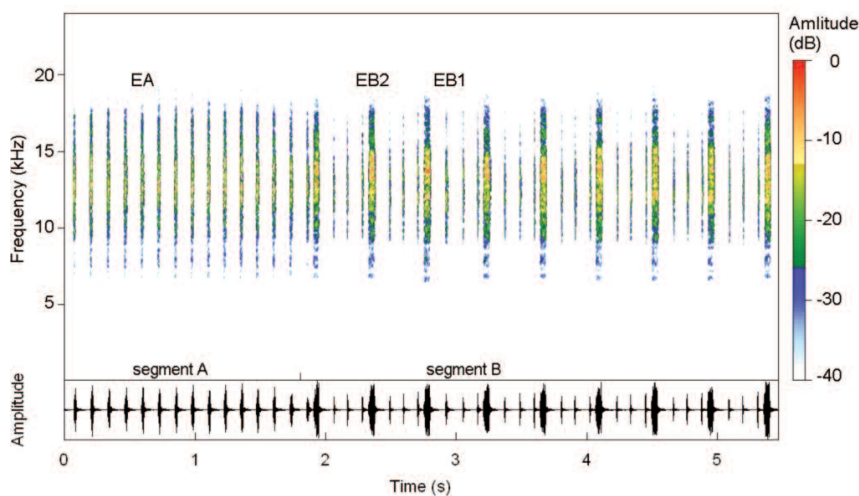 Amlitude
(dB)
EA
EB2
EB1
20
15
10
5
Frequency (kHz)
0
-10
-20
-30
-40
segment A
segment B
Amplitude
0
1
2
3
4
5
Time (s)